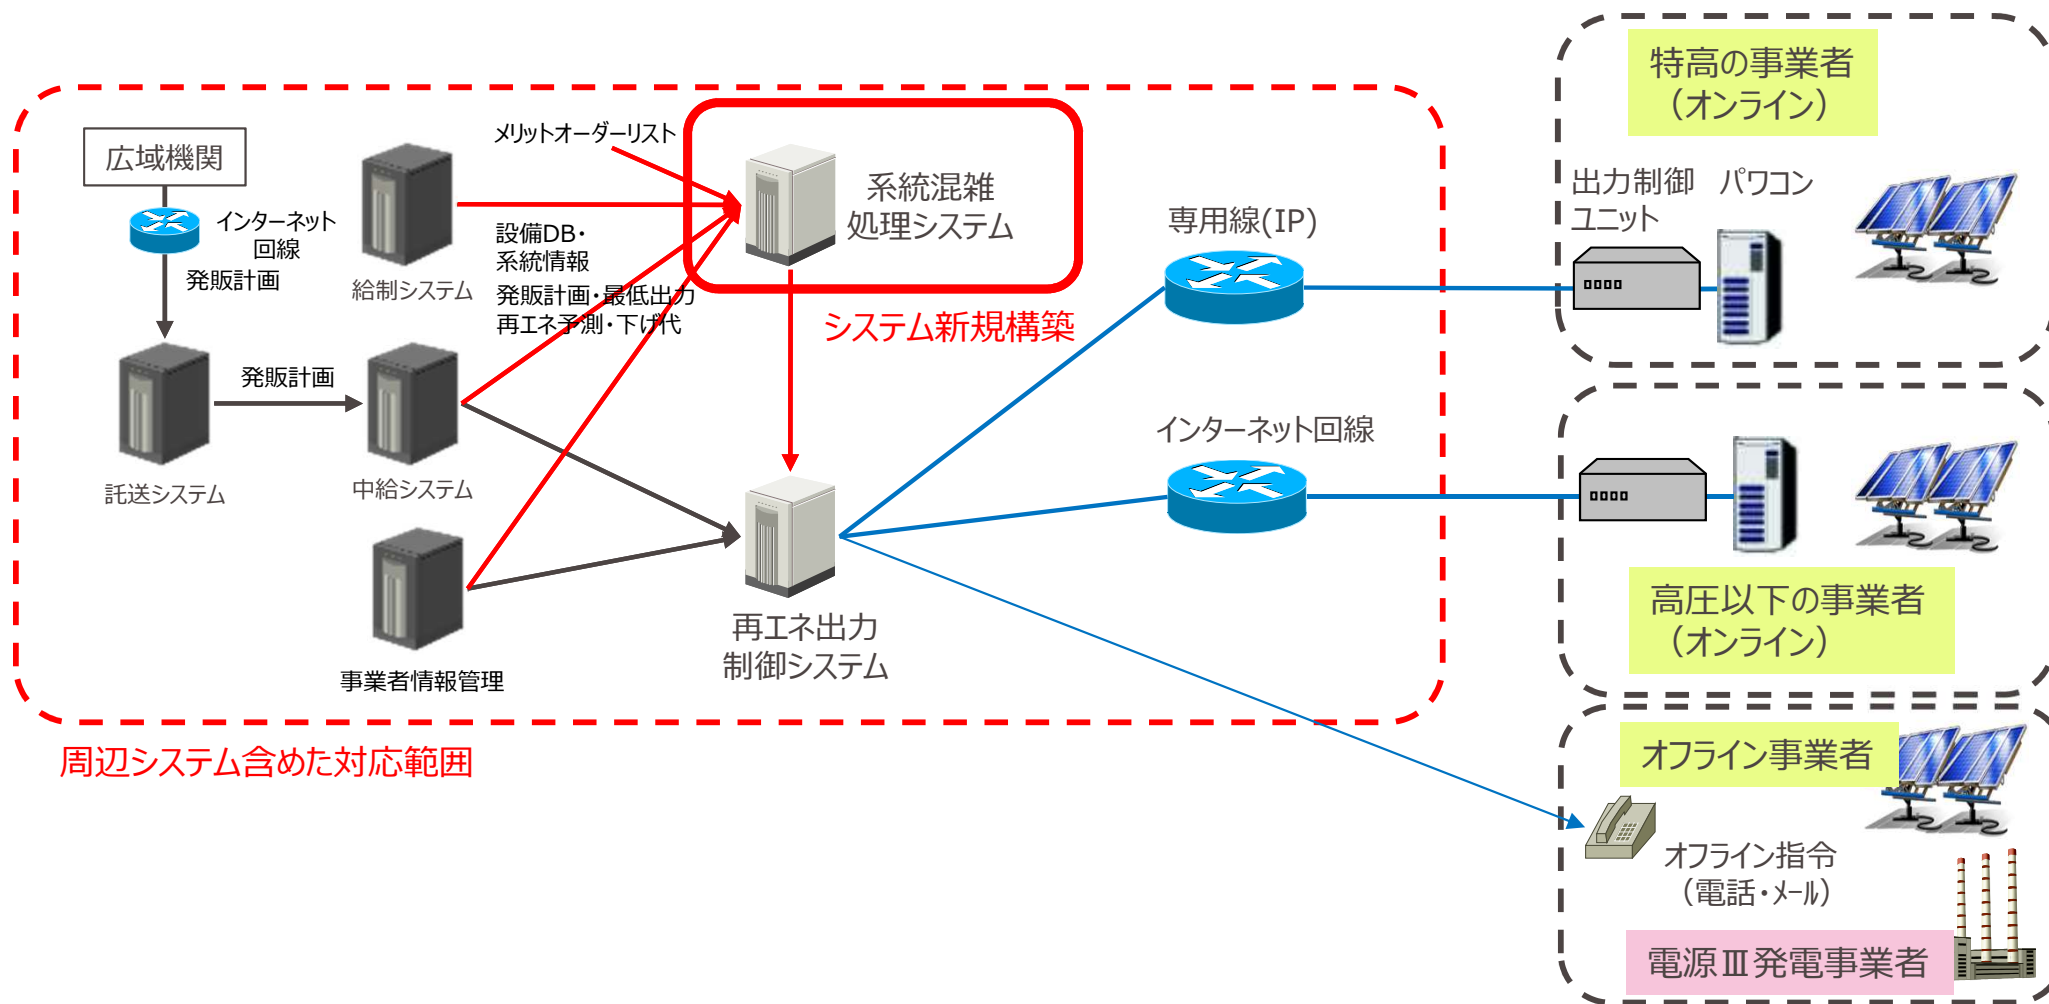 特高の事業者
（オンライン）
メリットオーダーリスト
広域機関
系統混雑
処理システム
出力制御
ユニット
パワコン
インターネット
回線
専用線(IP)
設備DB・
系統情報
発販計画
給制システム
発販計画・最低出力
再エネ予測・下げ代
システム新規構築
発販計画
インターネット回線
託送システム
中給システム
高圧以下の事業者
（オンライン）
再エネ出力
制御システム
事業者情報管理
周辺システム含めた対応範囲
オフライン事業者
オフライン指令
（電話・メール）
電源Ⅲ発電事業者